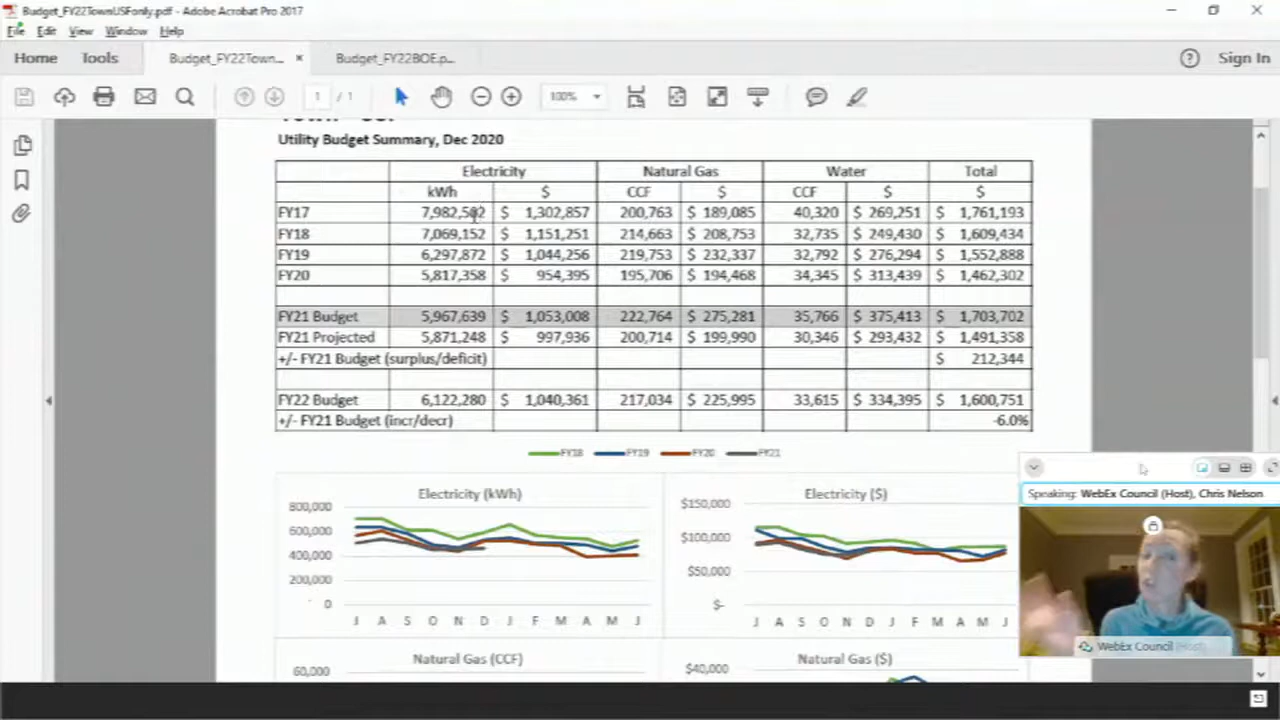 Budget_FY22TownUSFonly.pdf - Adobe Acrobat Pro 2017
File Edit View Window Help
Home Tools Budget_FY22Town... × Budget_FY22BOE.p... Sign In
1 / 1 100%
Utility Budget Summary, Dec 2020
Electricity Natural Gas Water Total
kWh $ CCF $ CCF $ $
FY17 $ 1,302,857 200,763 $ 189,085 40,320 $ 269,251 $ 1,761,193
FY18 7,069,152 $ 1,151,251 214,663 $ 208,753 32,735 $ 249,430 $ 1,609,434
FY19 6,297,872 $ 1,044,256 219,753 $ 232,337 32,792 $ 276,294 $ 1,552,888
FY20 5,817,358 $ 954,395 195,706 $ 194,468 34,345 $ 313,439 $ 1,462,302
FY21 Budget 5,967,639 $ 1,053,008 222,764 $ 275,281 35,766 $ 375,413 $ 1,703,702
FY21 Projected 5,871,248 $ 997,936 200,714 $ 199,990 30,346 $ 293,432 $ 1,491,358
+/- FY21 Budget (surplus/deficit) $ 212,344
FY22 Budget 6,122,280 $ 1,040,361 217,034 $ 225,995 33,615 $ 334,395 $ 1,600,751
+/- FY21 Budget (incr/decr) -6.0%
FY18 FY19 FY20 FY21
Electricity (kWh)
800,000
600,000
400,000
200,000
0
J A S O N D J F M A M J
Electricity ($)
$150,000
$100,000
$50,000
$-
J A S O N D J F M A M J
Speaking: WebEx Council (Host), Chris Nelson
WebEx Council (Host)
Natural Gas (CCF)
60,000
Natural Gas ($)
$40,000